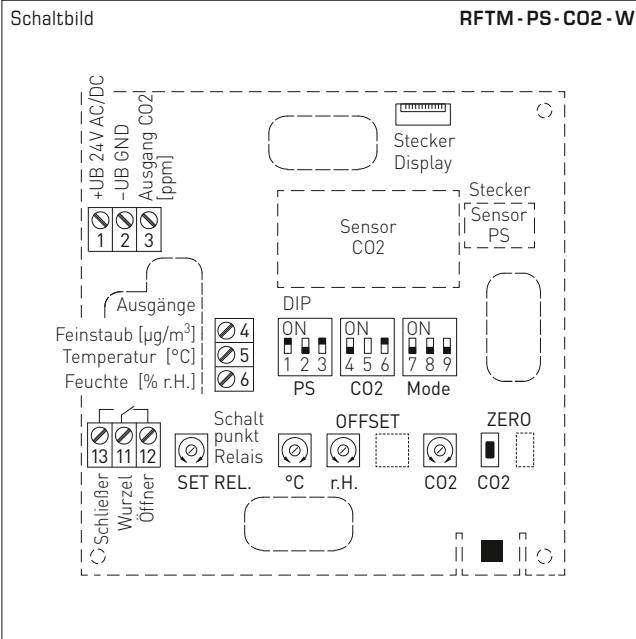 Schaltbild
RFTM - PS - CO2 - W
+UB 24V AC/DC
–UB GND
Ausgang CO2
[ppm]
1 2 3
Stecker
Display
Sensor
CO2
Stecker
Sensor
PS
Ausgänge
Feinstaub [µg/m³]
Temperatur [°C]
Feuchte [% r.H.]
4
5
6
DIP
ON
1 2 3
PS
ON
4 5 6
CO2
ON
7 8 9
Mode
13 11 12
Schließer
Wurzel
Öffner
Schalt
punkt
Relais
SET REL.
OFFSET
°C
r.H.
CO2
ZERO
CO2